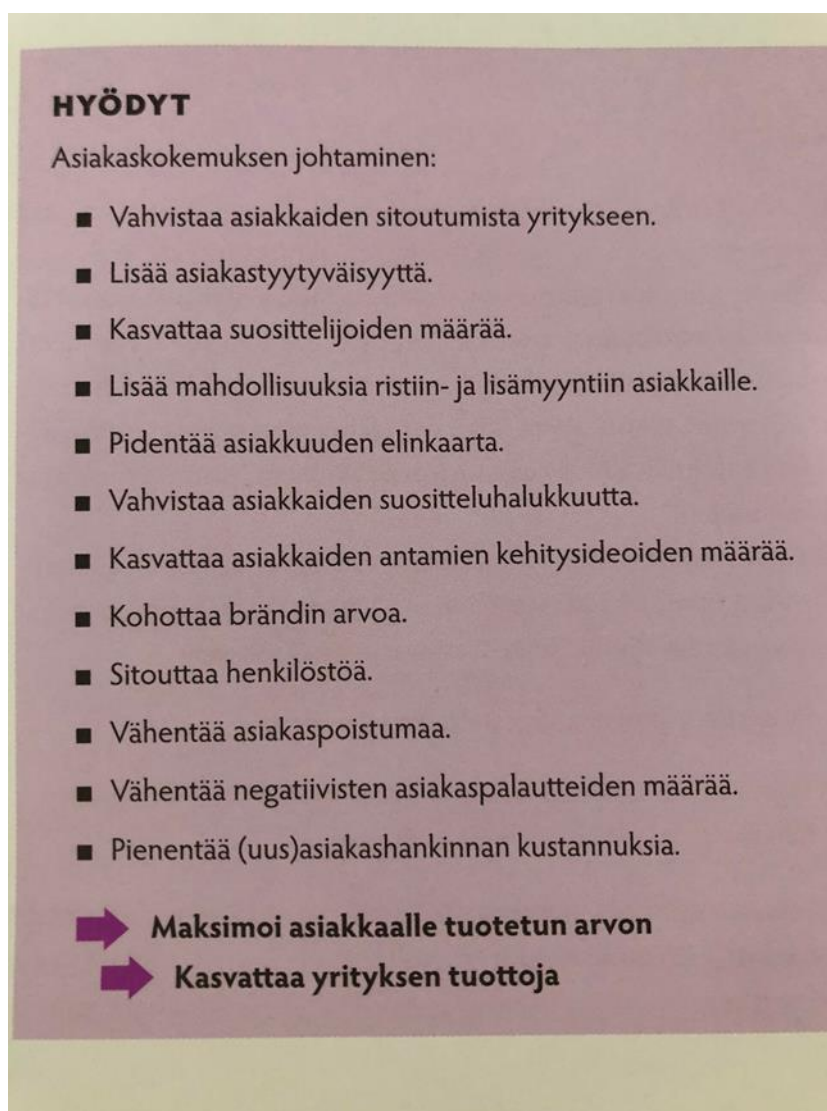 HYÖDYT
Asiakaskokemuksen johtaminen:
■ Vahvistaa asiakkaiden sitoutumista yritykseen.
■ Lisää asiakastyytyväisyyttä.
■ Kasvattaa suosittelijoiden määrää.
■ Lisää mahdollisuuksia ristiin- ja lisämyyntiin asiakkaille.
■ Pidentää asiakkuuden elinkaarta.
■ Vahvistaa asiakkaiden suositteluhalukkuutta.
■ Kasvattaa asiakkaiden antamien kehitysideoiden määrää.
■ Kohottaa brändin arvoa.
■ Sitouttaa henkilöstöä.
■ Vähentää asiakaspoistumaa.
■ Vähentää negatiivisten asiakaspalautteiden määrää.
■ Pienentää (uus)asiakashankinnan kustannuksia.
Maksimoi asiakkaalle tuotetun arvon
Kasvattaa yrityksen tuottoja